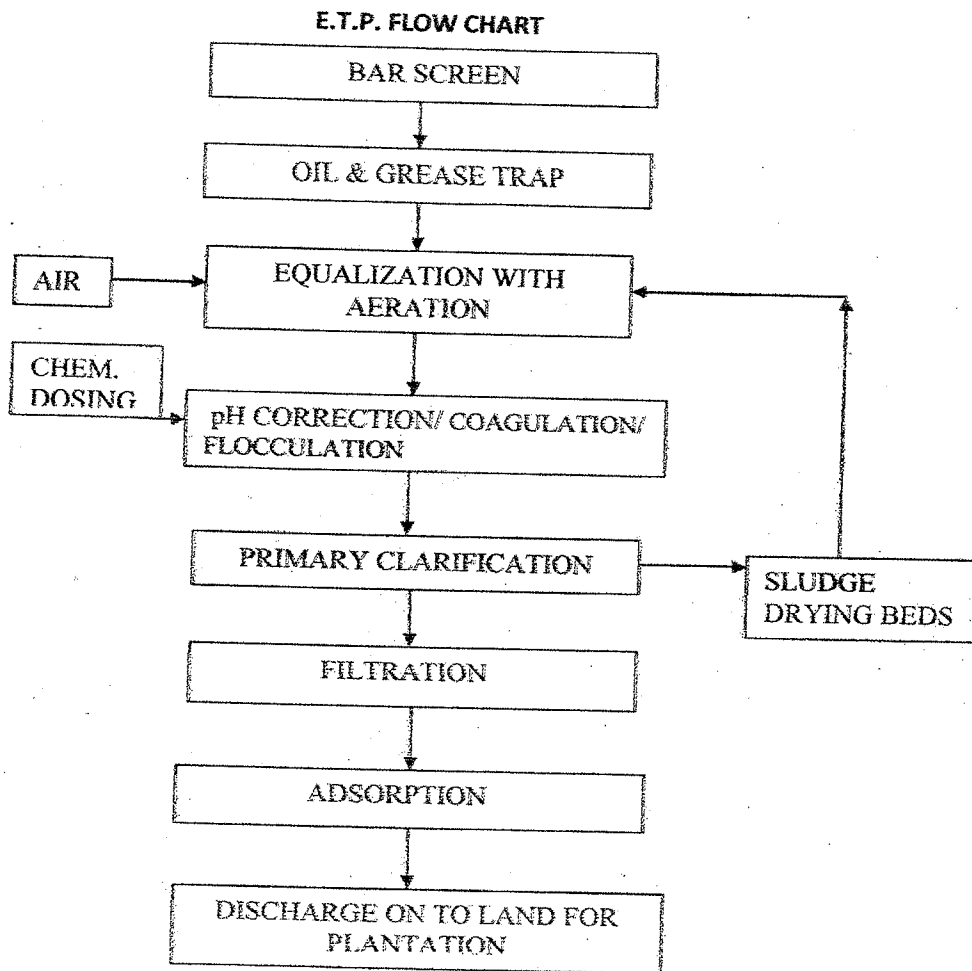 E.T.P. FLOW CHART
BAR SCREEN
OIL & GREASE TRAP
AIR
EQUALIZATION WITH
AERATION
CHEM.
DOSING
pH CORRECTION/ COAGULATION/
FLOCCULATION
PRIMARY CLARIFICATION
SLUDGE
DRYING BEDS
FILTRATION
ADSORPTION
DISCHARGE ON TO LAND FOR
PLANTATION